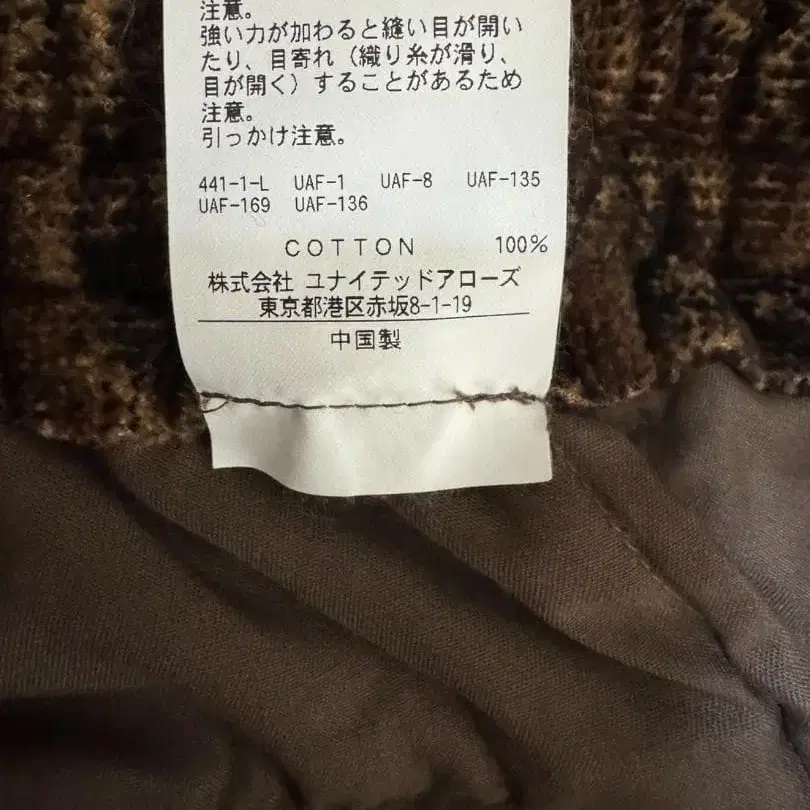 注意。
強い力が加わると縫い目が開い
たり、目寄れ（織り糸が滑り、
目が開く）することがあるため
注意。
引っかけ注意。
441-1-L UAF-1 UAF-8 UAF-135
UAF-169 UAF-136
COTTON 100%
株式会社 ユナイテッドアローズ
東京都港区赤坂8-1-19
中国製